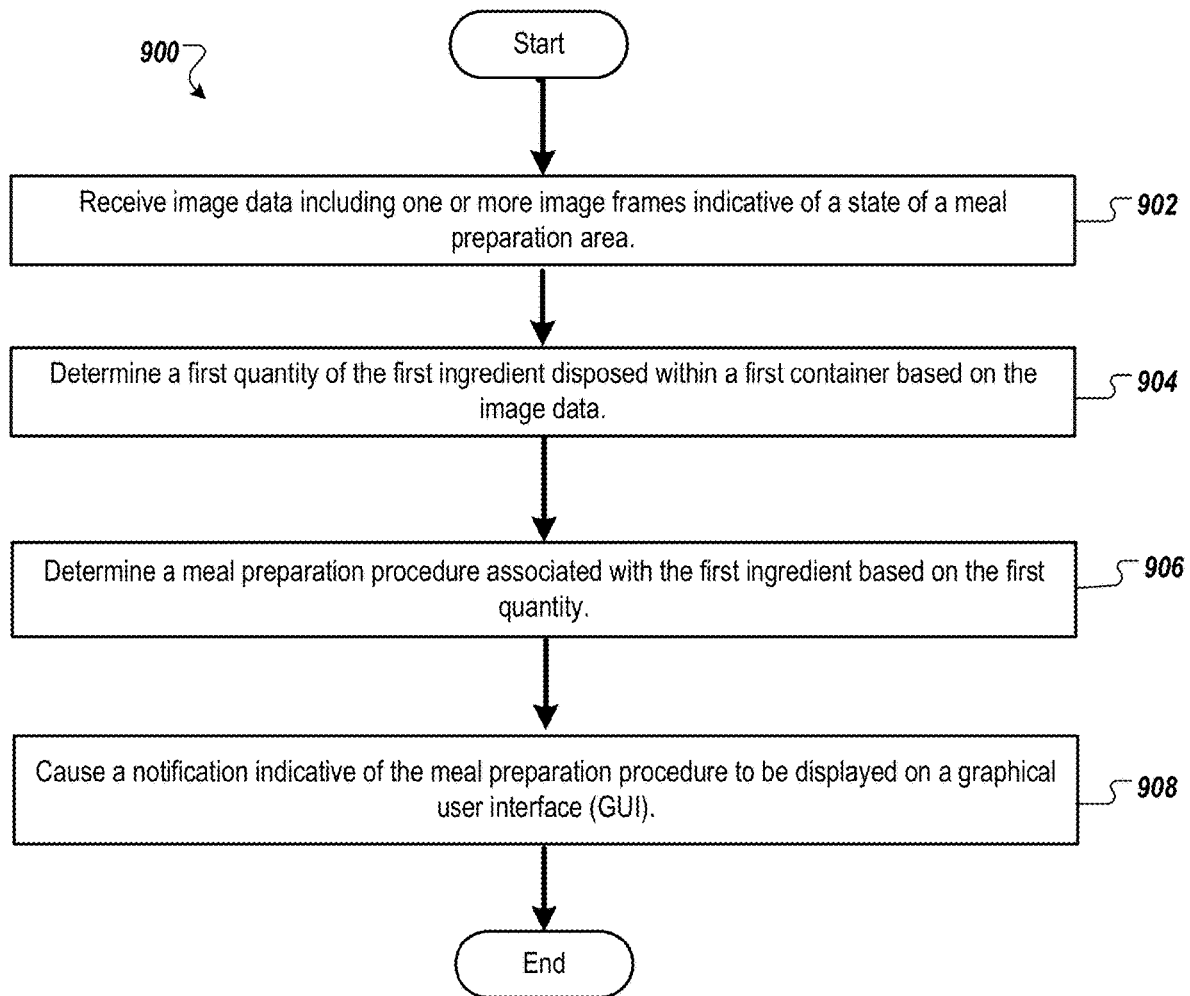 900
Start
Receive image data including one or more image frames indicative of a state of a meal
preparation area.
902
Determine a first quantity of the first ingredient disposed within a first container based on the
image data.
904
Determine a meal preparation procedure associated with the first ingredient based on the first
quantity.
906
Cause a notification indicative of the meal preparation procedure to be displayed on a graphical
user interface (GUI).
908
End